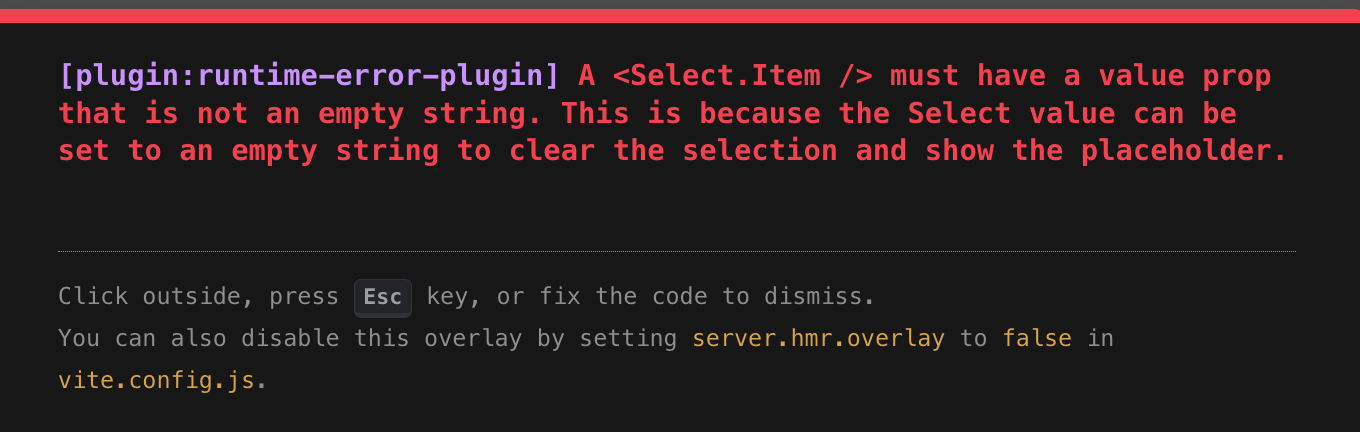 [plugin:runtime-error-plugin] A <Select.Item /> must have a value prop
that is not an empty string. This is because the Select value can be
set to an empty string to clear the selection and show the placeholder.
Click outside, press Esc key, or fix the code to dismiss.
You can also disable this overlay by setting server.hmr.overlay to false in
vite.config.js.